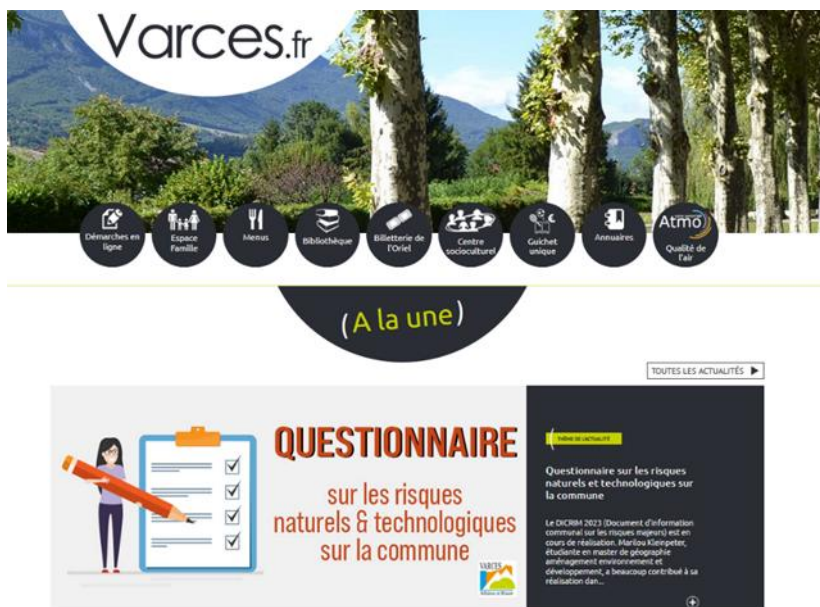 Varces.fr
Démarches en
ligne
Espace
Famille
Menus
Bibliothèque
Billetterie de
l'Oriel
Centre
socioculturel
Guichet
unique
Annuaires
Atmo
Qualité de
l'air
(A la une)
TOUTES LES ACTUALITÉS
QUESTIONNAIRE
sur les risques
naturels & technologiques
sur la commune
VARCES
THÈME DE L'ACTUALITÉ
Questionnaire sur les risques
naturels et technologiques sur
la commune
Le DICRIM 2023 (Document d'information
communal sur les risques majeurs) est en
cours de réalisation. Marilou Kleinpeter,
étudiante en master de géographie
aménagement environnement et
développement, a beaucoup contribué à sa
réalisation dan...